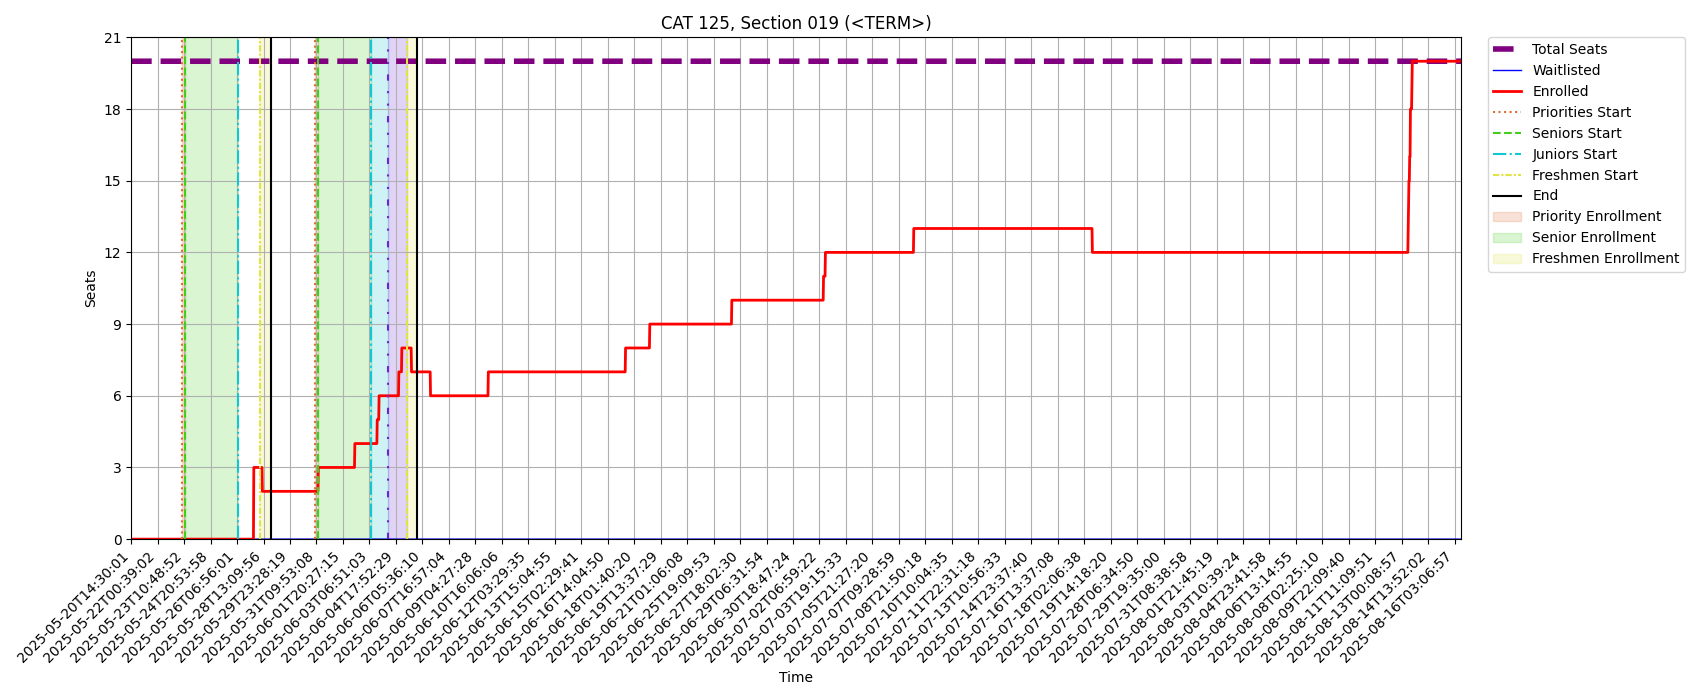 CAT 125, Section 019 (<TERM>)
Seats
21
18
15
12
9
6
3
0
2025-05-20T14:30:01
2025-05-22T00:39:02
2025-05-23T10:48:52
2025-05-24T20:53:58
2025-05-26T06:56:01
2025-05-28T13:09:56
2025-05-29T23:28:19
2025-05-31T09:53:08
2025-06-01T20:27:15
2025-06-03T06:51:03
2025-06-04T17:52:29
2025-06-06T05:36:10
2025-06-07T16:57:04
2025-06-09T04:27:28
2025-06-10T16:06:06
2025-06-12T03:29:35
2025-06-13T15:04:55
2025-06-15T02:29:41
2025-06-16T14:04:50
2025-06-18T01:40:20
2025-06-19T13:37:29
2025-06-21T01:06:08
2025-06-25T19:09:53
2025-06-27T18:02:30
2025-06-29T06:31:54
2025-06-30T18:47:24
2025-07-02T06:59:22
2025-07-03T19:15:33
2025-07-05T21:27:20
2025-07-07T09:28:59
2025-07-08T21:50:18
2025-07-10T10:04:35
2025-07-11T22:31:18
2025-07-13T10:56:33
2025-07-14T23:37:40
2025-07-16T13:37:08
2025-07-18T02:06:38
2025-07-19T14:18:20
2025-07-28T06:34:50
2025-07-29T19:35:00
2025-07-31T08:38:58
2025-08-01T21:45:19
2025-08-03T10:39:24
2025-08-04T23:41:58
2025-08-06T13:14:55
2025-08-08T02:25:10
2025-08-09T22:09:40
2025-08-11T11:09:51
2025-08-13T00:08:57
2025-08-14T13:52:02
2025-08-16T03:06:57
Time
Total Seats
Waitlisted
Enrolled
Priorities Start
Seniors Start
Juniors Start
Freshmen Start
End
Priority Enrollment
Senior Enrollment
Freshmen Enrollment